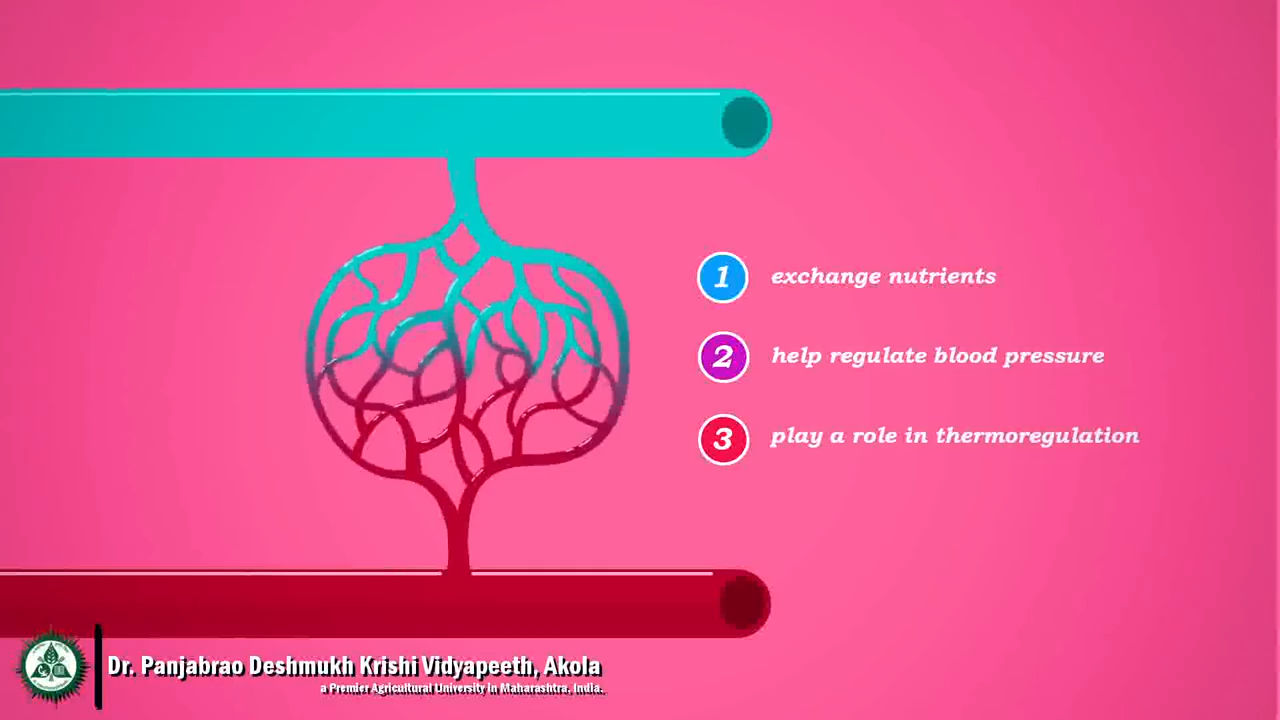 1 exchange nutrients
2 help regulate blood pressure
3 play a role in thermoregulation
Dr. Panjabrao Deshmukh Krishi Vidyapeeth, Akola
a Premier Agricultural University in Maharashtra, India.